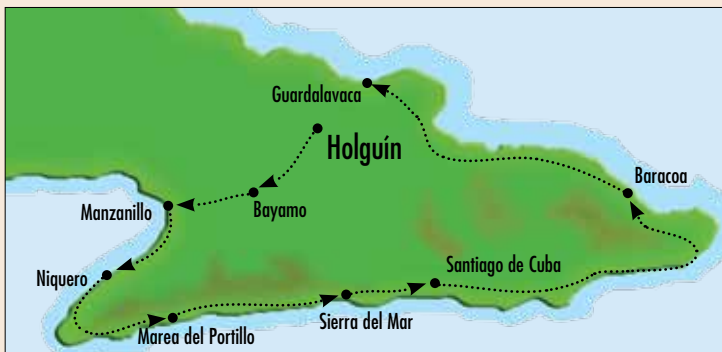 Guardalavaca
Holguín
Baracoa
Manzanillo
Bayamo
Niquero
Santiago de Cuba
Marea del Portillo
Sierra del Mar